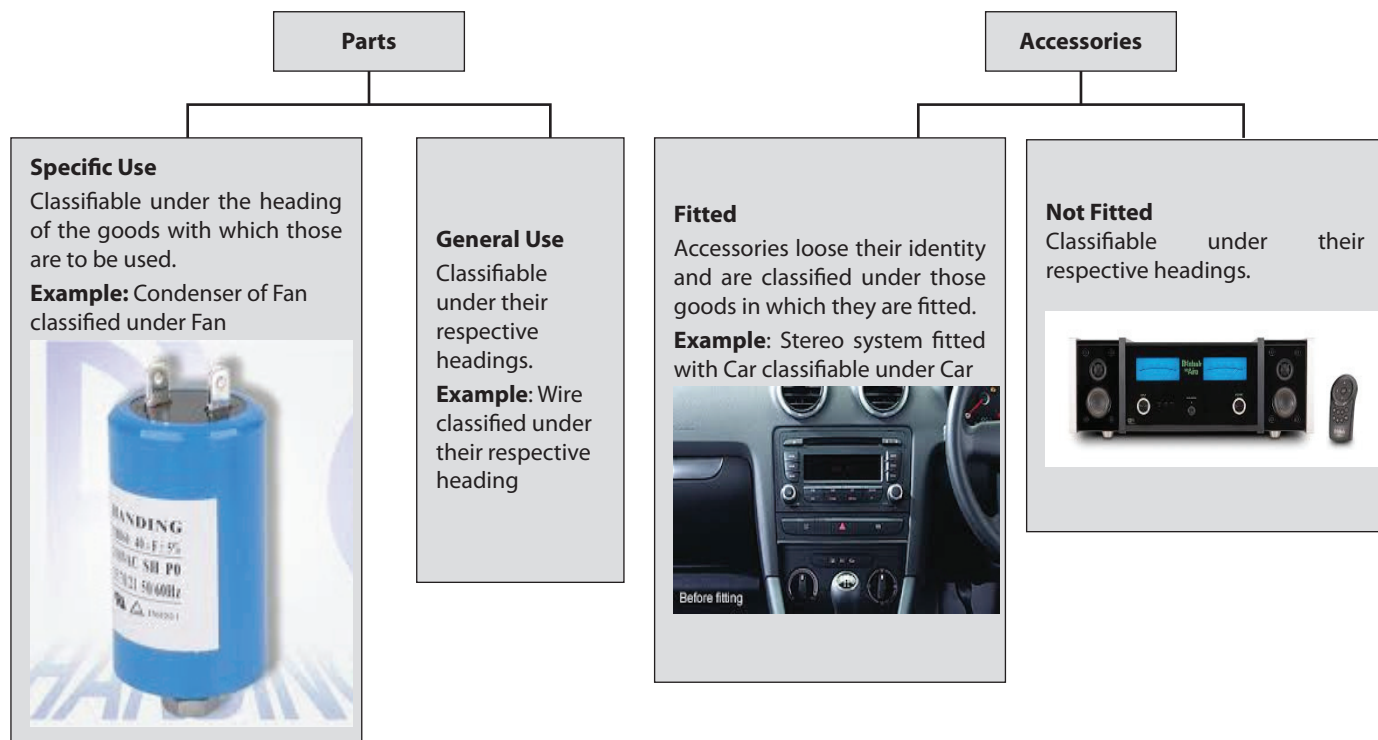 Parts
Specific Use
Classifiable under the heading
of the goods with which those
are to be used.
Example: Condenser of Fan
classified under Fan
HANDING
SH P0
50/60Hz
General Use
Classifiable
under their
respective
headings.
Example: Wire
classified under
their respective
heading
Accessories
Fitted
Accessories loose their identity
and are classified under those
goods in which they are fitted.
Example: Stereo system fitted
with Car classifiable under Car
Before fitting
Not Fitted
Classifiable under their
respective headings.